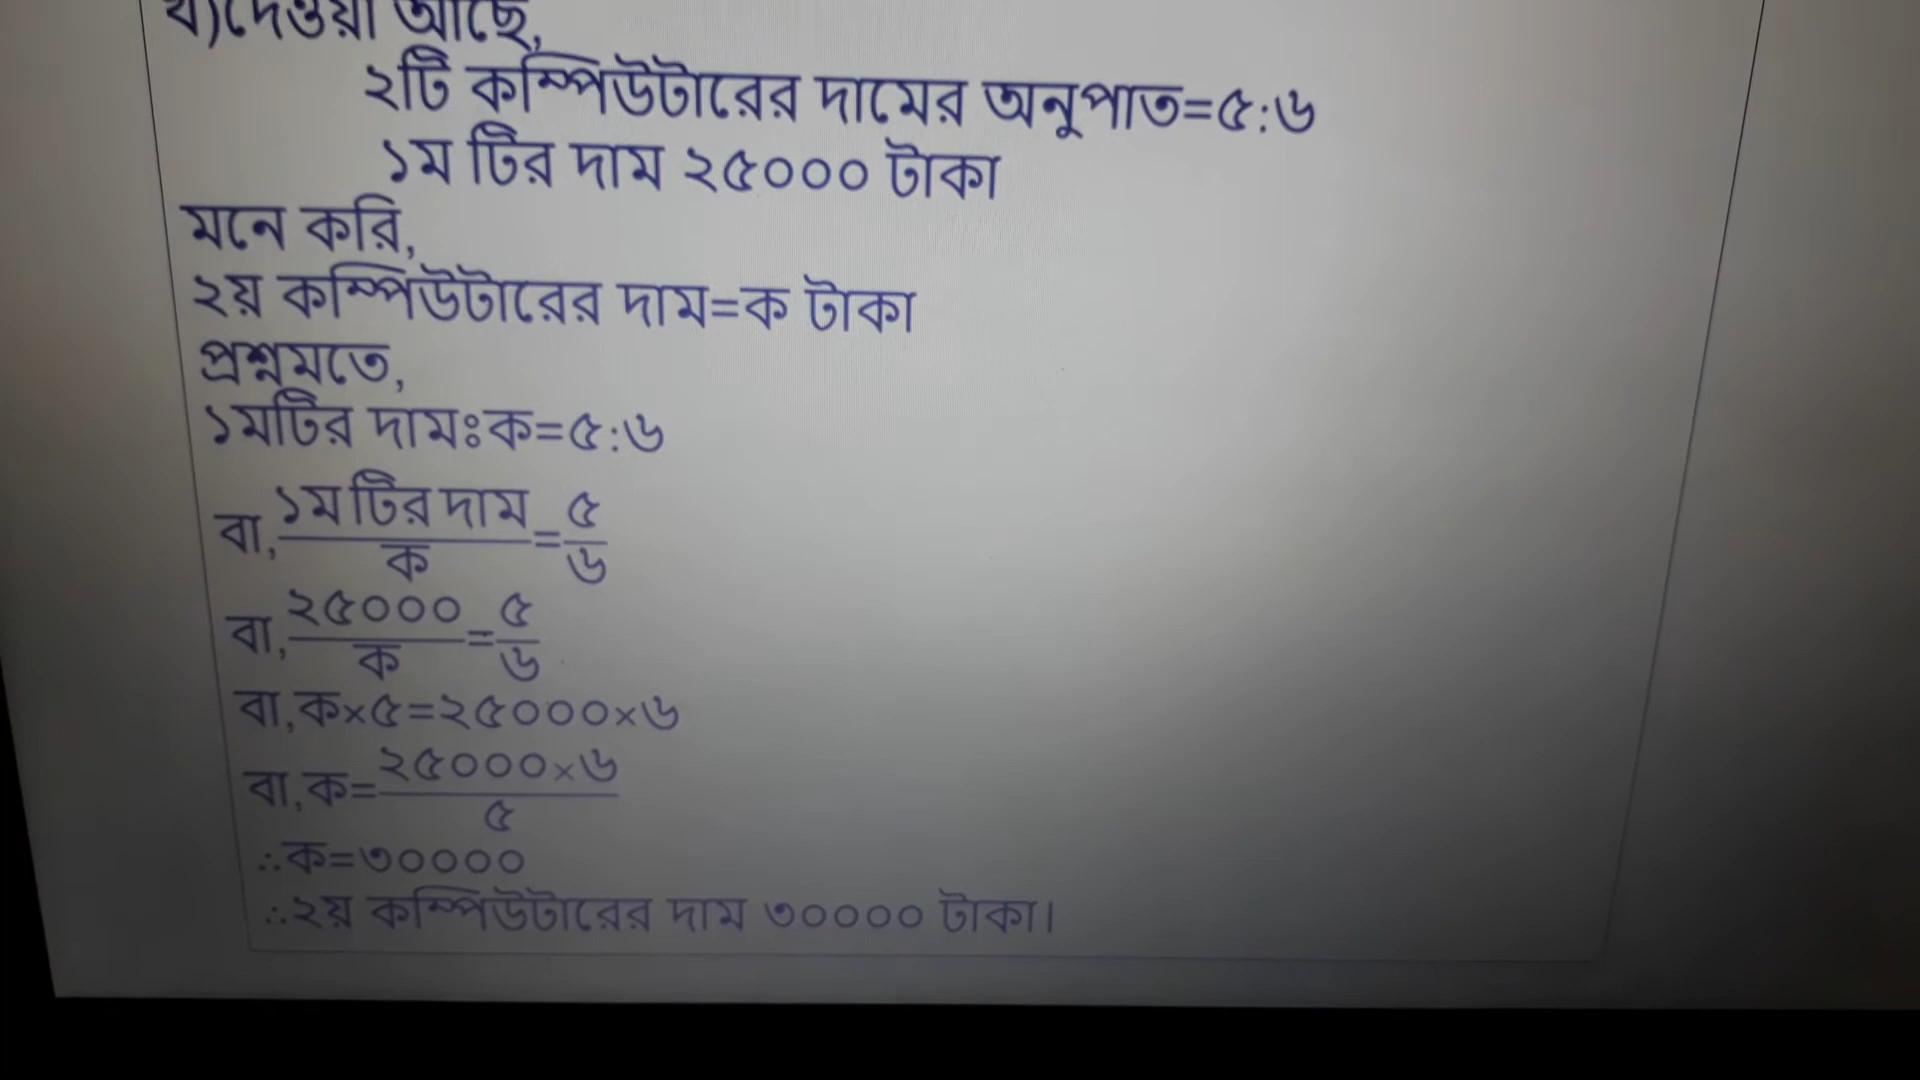 খ)দেওয়া আছে,
২টি কম্পিউটারের দামের অনুপাত=৫:৬
১ম টির দাম ২৫০০০ টাকা
মনে করি,
২য় কম্পিউটারের দাম=ক টাকা
প্রশ্নমতে,
১মটির দামঃক=৫:৬
বা, ১ম টির দাম/ক=৫/৬
বা, ২৫০০০/ক=৫/৬
বা, ক×৫=২৫০০০×৬
বা, ক=২৫০০০×৬/৫
∴ক=৩০০০০
∴২য় কম্পিউটারের দাম ৩০০০০ টাকা।